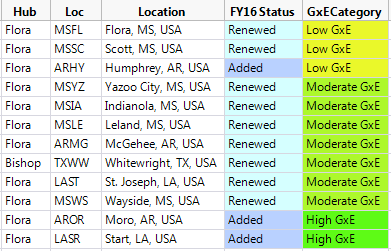 Hub Loc Location FY16 Status GxECategory
Flora MSFL Flora, MS, USA Renewed Low GxE
Flora MSSC Scott, MS, USA Renewed Low GxE
Flora ARHY Humphrey, AR, USA Added Low GxE
Flora MSYZ Yazoo City, MS, USA Renewed Moderate GxE
Flora MSIA Indianola, MS, USA Renewed Moderate GxE
Flora MSLE Leland, MS, USA Renewed Moderate GxE
Flora ARMG McGehee, AR, USA Renewed Moderate GxE
Bishop TXWW Whitewright, TX, USA Renewed Moderate GxE
Flora LAST St. Joseph, LA, USA Renewed Moderate GxE
Flora MSWS Wayside, MS, USA Renewed Moderate GxE
Flora AROR Moro, AR, USA Added High GxE
Flora LASR Start, LA, USA Added High GxE